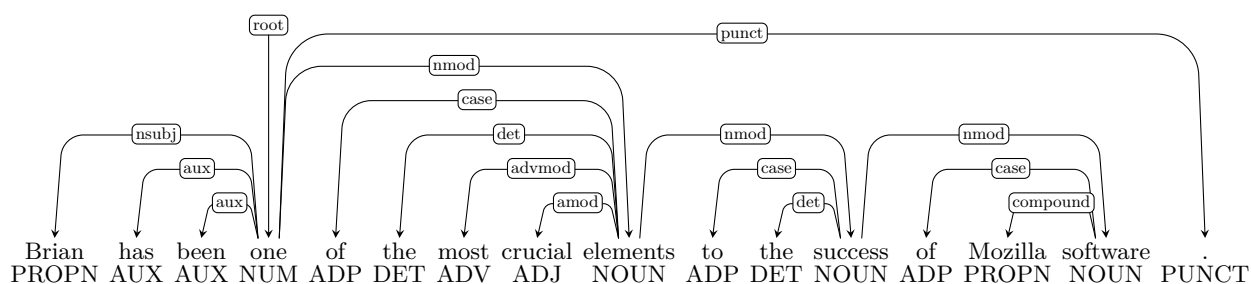 root
punct
nmod
case
nsubj det nmod nmod
aux advmod case case
aux amod det compound
Brian has been one of the most crucial elements to the success of Mozilla software .
PROPN AUX AUX NUM ADP DET ADV ADJ NOUN ADP DET NOUN ADP PROPN NOUN PUNCT